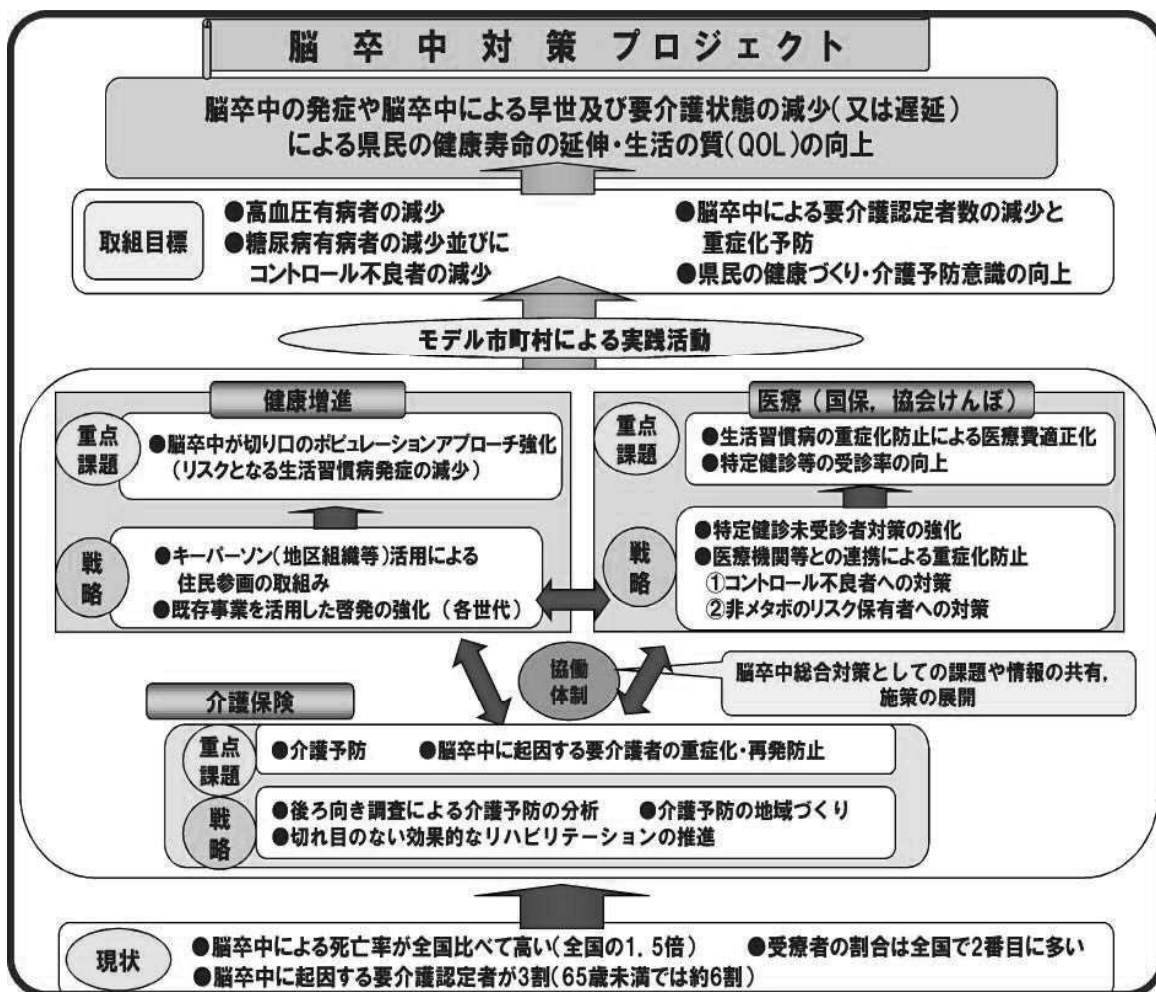 脳卒中対策プロジェクト
脳卒中の発症や脳卒中による早世及び要介護状態の減少(又は遅延)
による県民の健康寿命の延伸・生活の質(QOL)の向上
取組目標
●高血圧有病者の減少
●糖尿病有病者の減少並びに
コントロール不良者の減少
●脳卒中による要介護認定者数の減少と
重症化予防
●県民の健康づくり・介護予防意識の向上
モデル市町村による実践活動
健康増進
重点
課題
●脳卒中が切り口のポピュレーションアプローチ強化
(リスクとなる生活習慣病発症の減少)
戦
略
●キーパーソン(地区組織等)活用による
住民参画の取組み
●既存事業を活用した啓発の強化(各世代)
医療(国保,協会けんぽ)
重点
課題
●生活習慣病の重症化防止による医療費適正化
●特定健診等の受診率の向上
戦
略
●特定健診未受診者対策の強化
●医療機関等との連携による重症化防止
①コントロール不良者への対策
②非メタボのリスク保有者への対策
協働
体制
脳卒中総合対策としての課題や情報の共有,
施策の展開
介護保険
重点
課題
●介護予防 ●脳卒中に起因する要介護者の重症化・再発防止
戦
略
●後ろ向き調査による介護予防の分析 ●介護予防の地域づくり
●切れ目のない効果的なリハビリテーションの推進
現状
●脳卒中による死亡率が全国比べて高い(全国の1.5倍) ●受療者の割合は全国で2番目に多い
●脳卒中に起因する要介護認定者が3割(65歳未満では約6割)